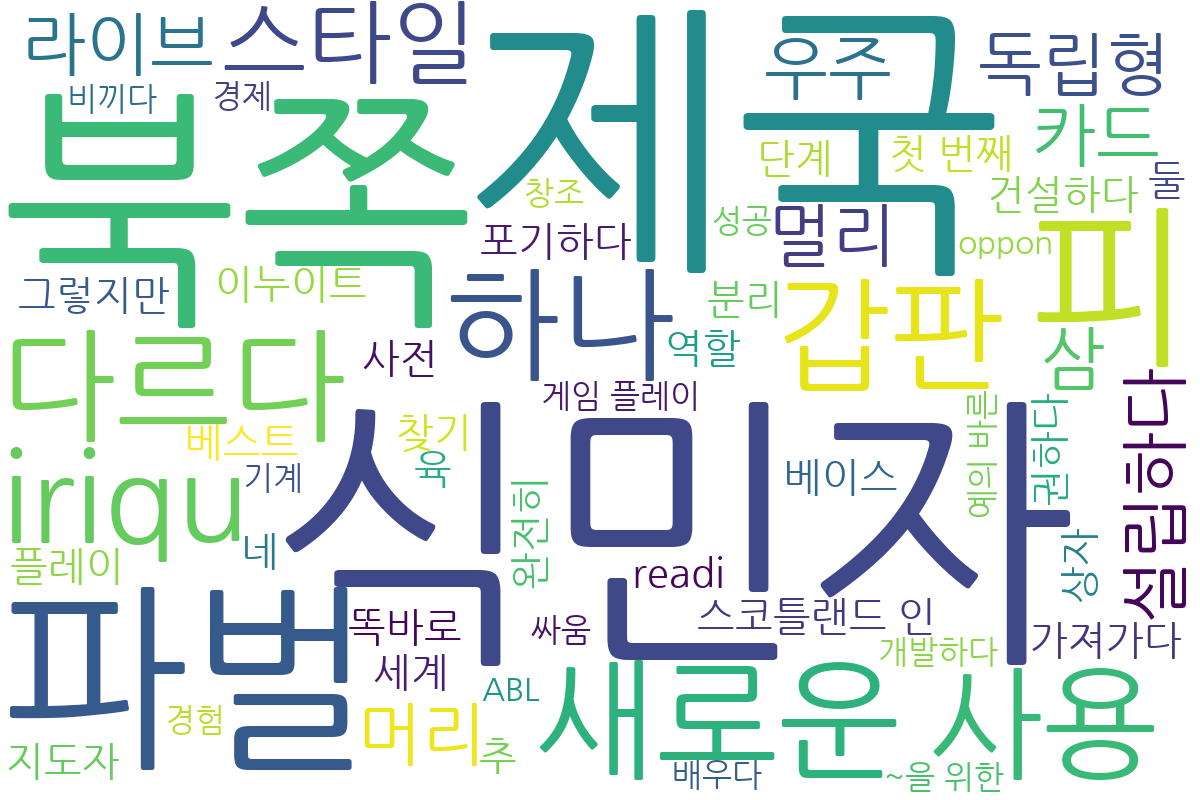 라이브
스타일
제국
우주
독립형
비끼다
경제
북쪽
카드
단계
첫 번째
창조
건설하다
둘
포기하다
성공
멀리
oppon
피
그렇지만
이누이트
하나
분리
갑판
다르다
사전
역할
삼
게임 플레이
설립하다
베스트
찾기
육
식민자
예의 바른
권하다
iriqu
기계
베이스
네
완전히
플레이
readi
상자
파벌
똑바로
싸움
스코틀랜드 인
개발하다
가져가다
세계
ABL
새로운
사용
경험
머리
추
지도자
배우다
~을 위한